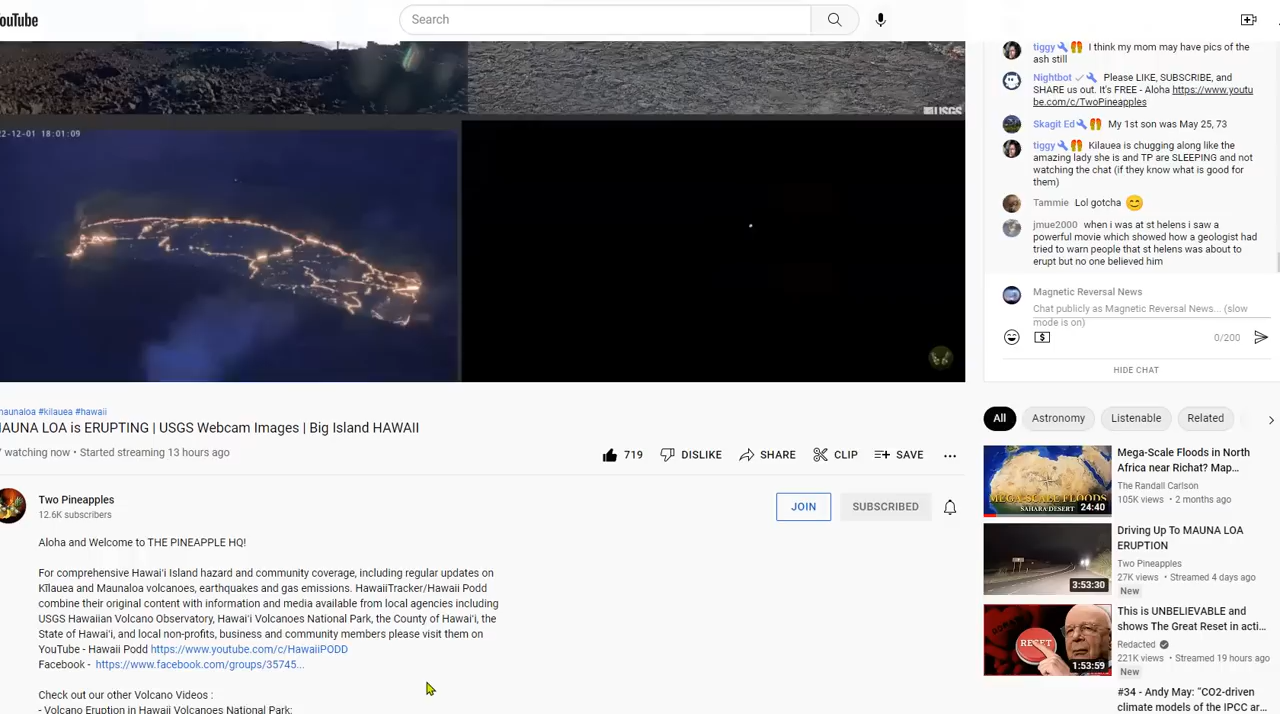 YouTube
Search
tiggy I think my mom may have pics of the
ash still
Nightbot Please LIKE, SUBSCRIBE, and
SHARE us out. It's FREE - Aloha https://www.youtu
be.com/c/TwoPineapples
USGS
Skagit Ed My 1st son was May 25, 73
22-12-01 18:01:09
tiggy Kilauea is chugging along like the
amazing lady she is and TP are SLEEPING and not
watching the chat (if they know what is good for
them)
Tammie Lol gotcha
jmue2000 when i was at st helens i saw a
powerful movie which showed how a geologist had
tried to warn people that st helens was about to
erupt but no one believed him
Magnetic Reversal News
Chat publicly as Magnetic Reversal News... (slow
mode is on)
0/200
HIDE CHAT
maunaloa #kilauea #hawaii
MAUNA LOA is ERUPTING | USGS Webcam Images | Big Island HAWAII
watching now • Started streaming 13 hours ago
719 DISLIKE SHARE CLIP SAVE ...
All Astronomy Listenable Related
Two Pineapples
12.6K subscribers
JOIN SUBSCRIBED
Aloha and Welcome to THE PINEAPPLE HQ!
For comprehensive Hawaiʻi Island hazard and community coverage, including regular updates on
Kīlauea and Maunaloa volcanoes, earthquakes and gas emissions. HawaiiTracker/Hawaii Podd
combine their original content with information and media available from local agencies including
USGS Hawaiian Volcano Observatory, Hawaiʻi Volcanoes National Park, the County of Hawaiʻi, the
State of Hawaiʻi, and local non-profits, business and community members please visit them on
YouTube - Hawaii Podd https://www.youtube.com/c/HawaiiPODD
Facebook - https://www.facebook.com/groups/35745...
Check out our other Volcano Videos :
- Volcano Eruption in Hawaii Volcanoes National Park:
MEGA-SCALE FLOODS
SAHARA DESERT 24:40
Mega-Scale Floods in North
Africa near Richat? Map...
The Randall Carlson
105K views • 2 months ago
3:53:30
Driving Up To MAUNA LOA
ERUPTION
Two Pineapples
27K views • Streamed 4 days ago
New
RESET
1:53:59
This is UNBELIEVABLE and
shows The Great Reset in acti...
Redacted
221K views • Streamed 19 hours ago
New
#34 - Andy May: "CO2-driven
climate models of the IPCC ar...